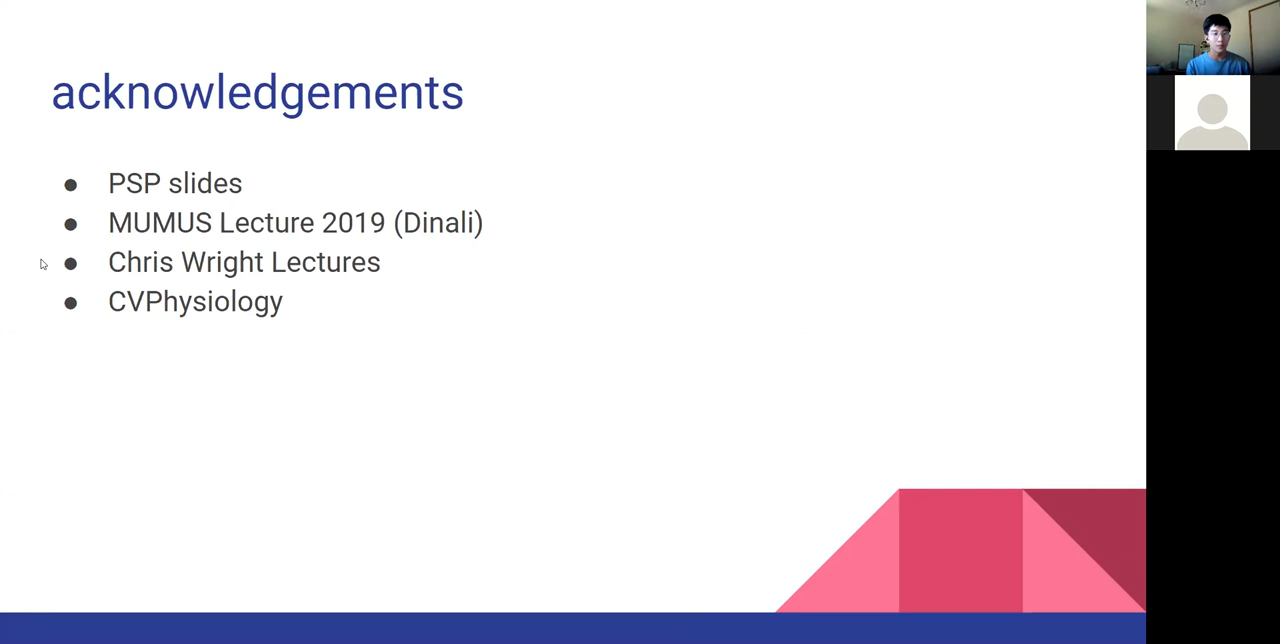 acknowledgements
● PSP slides
● MUMUS Lecture 2019 (Dinali)
● Chris Wright Lectures
● CVPhysiology